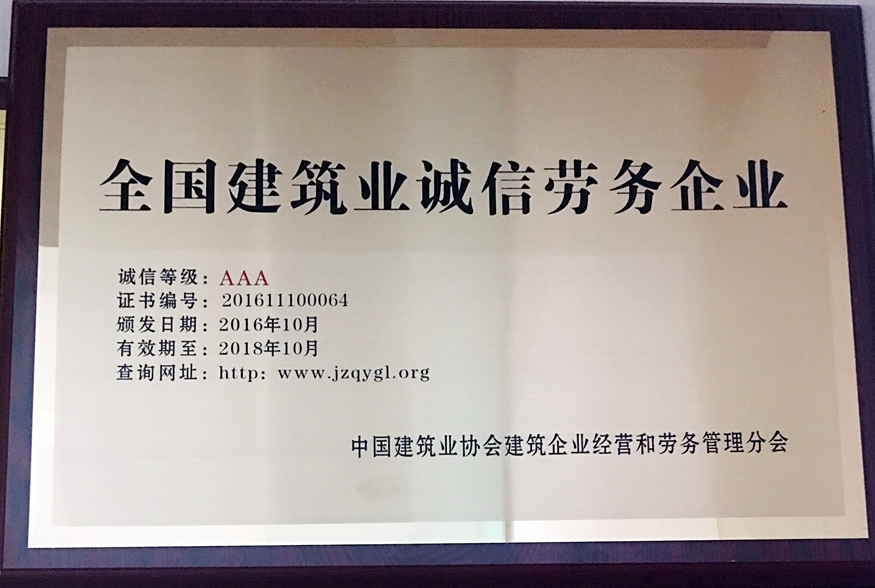 全国建筑业诚信劳务企业
诚信等级：AAA
证书编号：201611100064
颁发日期：2016年10月
有效期至：2018年10月
查询网址：http: www.jzqygl.org
中国建筑业协会建筑企业经营和劳务管理分会